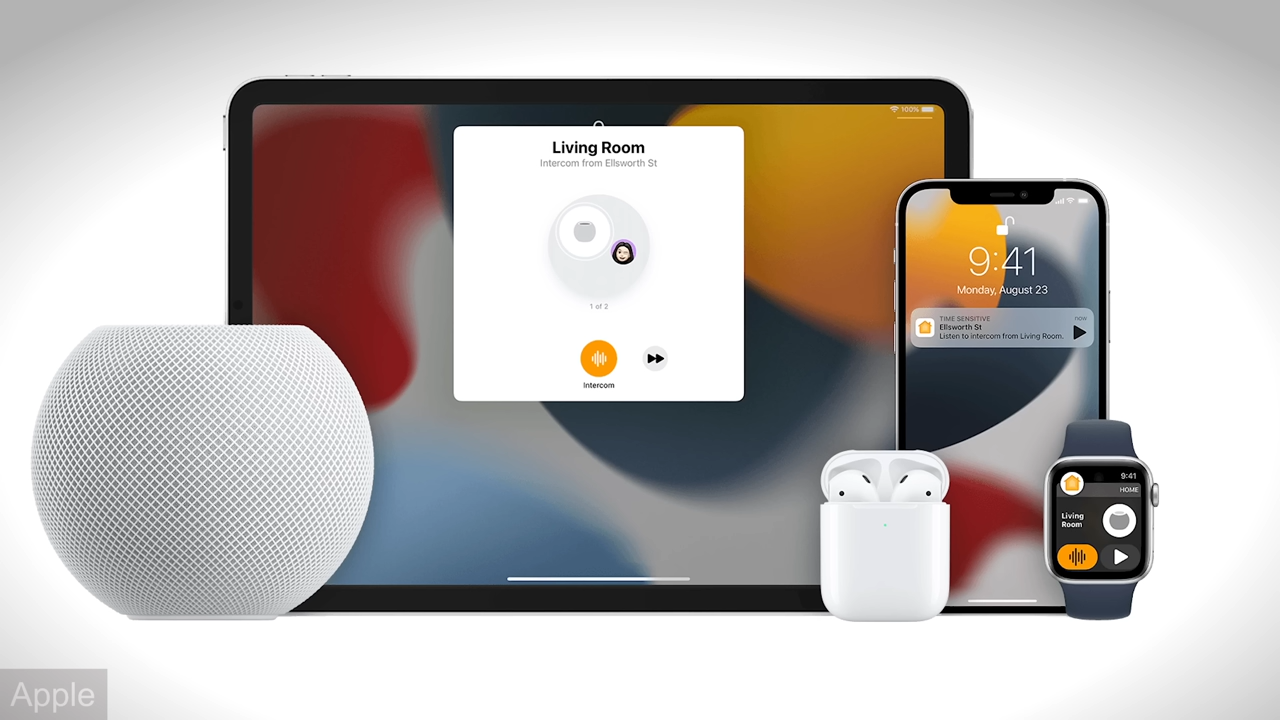 100%
Living Room
Intercom from Ellsworth St
1 of 2
Intercom
9:41
Monday, August 23
TIME SENSITIVE
now
Ellsworth St
Listen to intercom from Living Room.
9:41
HOME
Living
Room
Apple